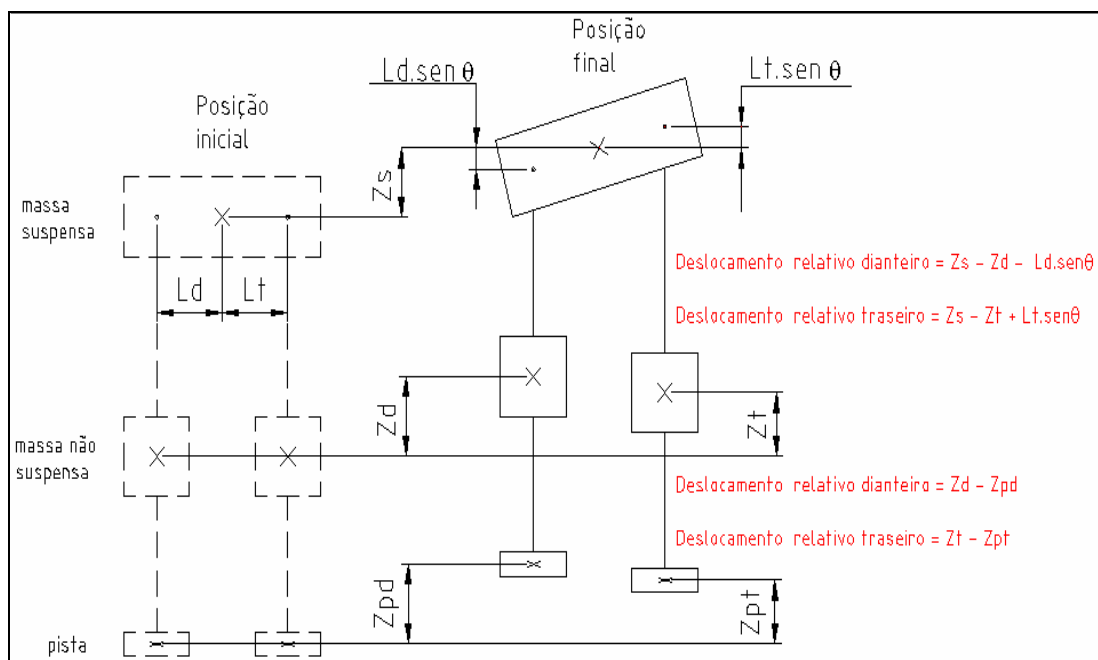 Posição
final
Ld.sen θ
Lt.sen θ
Posição
inicial
Zs
massa
suspensa
Ld
Lt
Deslocamento relativo dianteiro = Zs - Zd - Ld.senθ
Deslocamento relativo traseiro = Zs - Zt + Lt.senθ
Zd
Zt
massa não
suspensa
Deslocamento relativo dianteiro = Zd - Zpd
Deslocamento relativo traseiro = Zt - Zpt
Zpd
Zpt
pista